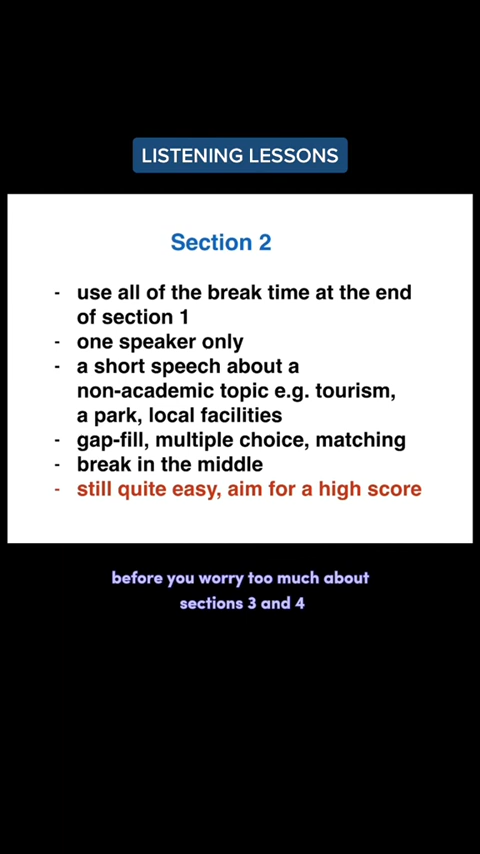 LISTENING LESSONS
Section 2
- use all of the break time at the end
of section 1
- one speaker only
- a short speech about a
non-academic topic e.g. tourism,
a park, local facilities
- gap-fill, multiple choice, matching
- break in the middle
- still quite easy, aim for a high score
before you worry too much about
sections 3 and 4